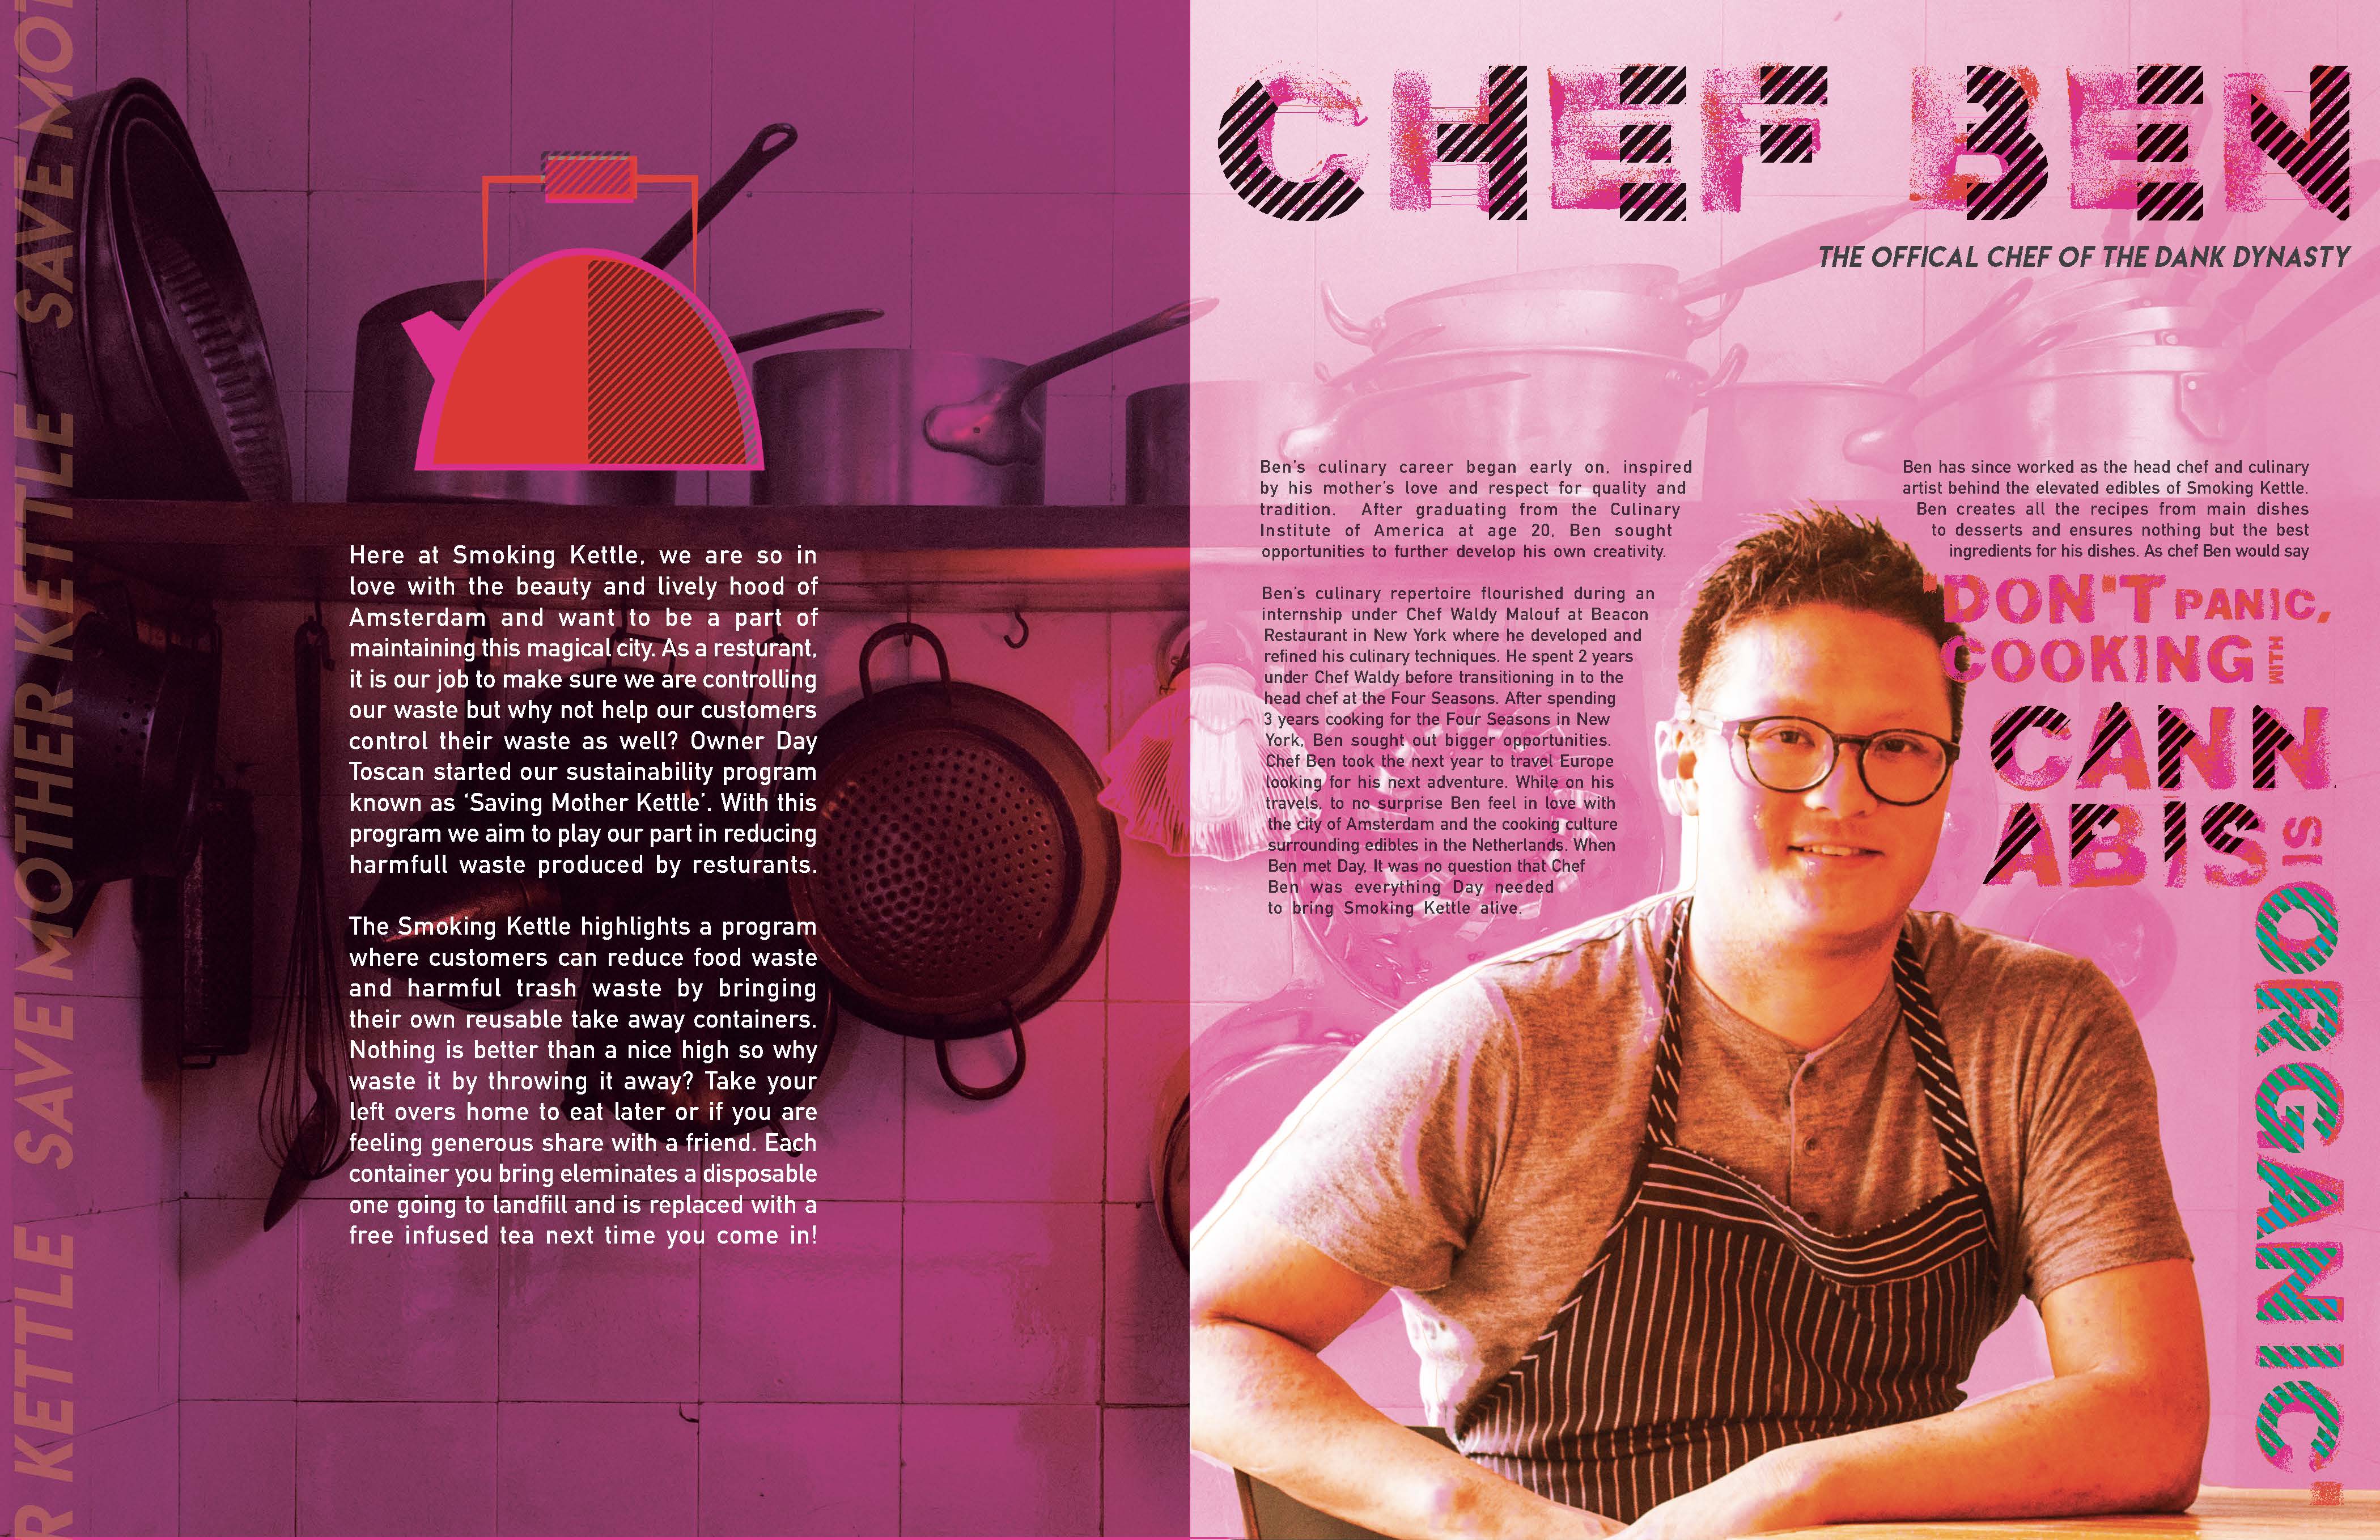 SAVE MOTHER KETTLE SAVE MOT
R KETTLE
Here at Smoking Kettle, we are so in
love with the beauty and lively hood of
Amsterdam and want to be a part of
maintaining this magical city. As a resturant,
it is our job to make sure we are controlling
our waste but why not help our customers
control their waste as well? Owner Day
Toscan started our sustainability program
known as ‘Saving Mother Kettle’. With this
program we aim to play our part in reducing
harmfull waste produced by resturants.
The Smoking Kettle highlights a program
where customers can reduce food waste
and harmful trash waste by bringing
their own reusable take away containers.
Nothing is better than a nice high so why
waste it by throwing it away? Take your
left overs home to eat later or if you are
feeling generous share with a friend. Each
container you bring eleminates a disposable
one going to landfill and is replaced with a
free infused tea next time you come in!
CHEF BEN
THE OFFICAL CHEF OF THE DANK DYNASTY
Ben's culinary career began early on, inspired
by his mother's love and respect for quality and
tradition. After graduating from the Culinary
Institute of America at age 20, Ben sought
opportunities to further develop his own creativity.
Ben's culinary repertoire flourished during an
internship under Chef Waldy Malouf at Beacon
Restaurant in New York where he developed and
refined his culinary techniques. He spent 2 years
under Chef Waldy before transitioning in to the
head chef at the Four Seasons. After spending
3 years cooking for the Four Seasons in New
York, Ben sought out bigger opportunities.
Chef Ben took the next year to travel Europe
looking for his next adventure. While on his
travels, to no surprise Ben feel in love with
the city of Amsterdam and the cooking culture
surrounding edibles in the Netherlands. When
Ben met Day, It was no question that Chef
Ben was everything Day needed
to bring Smoking Kettle alive.
Ben has since worked as the head chef and culinary
artist behind the elevated edibles of Smoking Kettle.
Ben creates all the recipes from main dishes
to desserts and ensures nothing but the best
ingredients for his dishes. As chef Ben would say
"DON'T PANIC,
COOKING WITH
CANN
ABIS IS
ORGANIC"